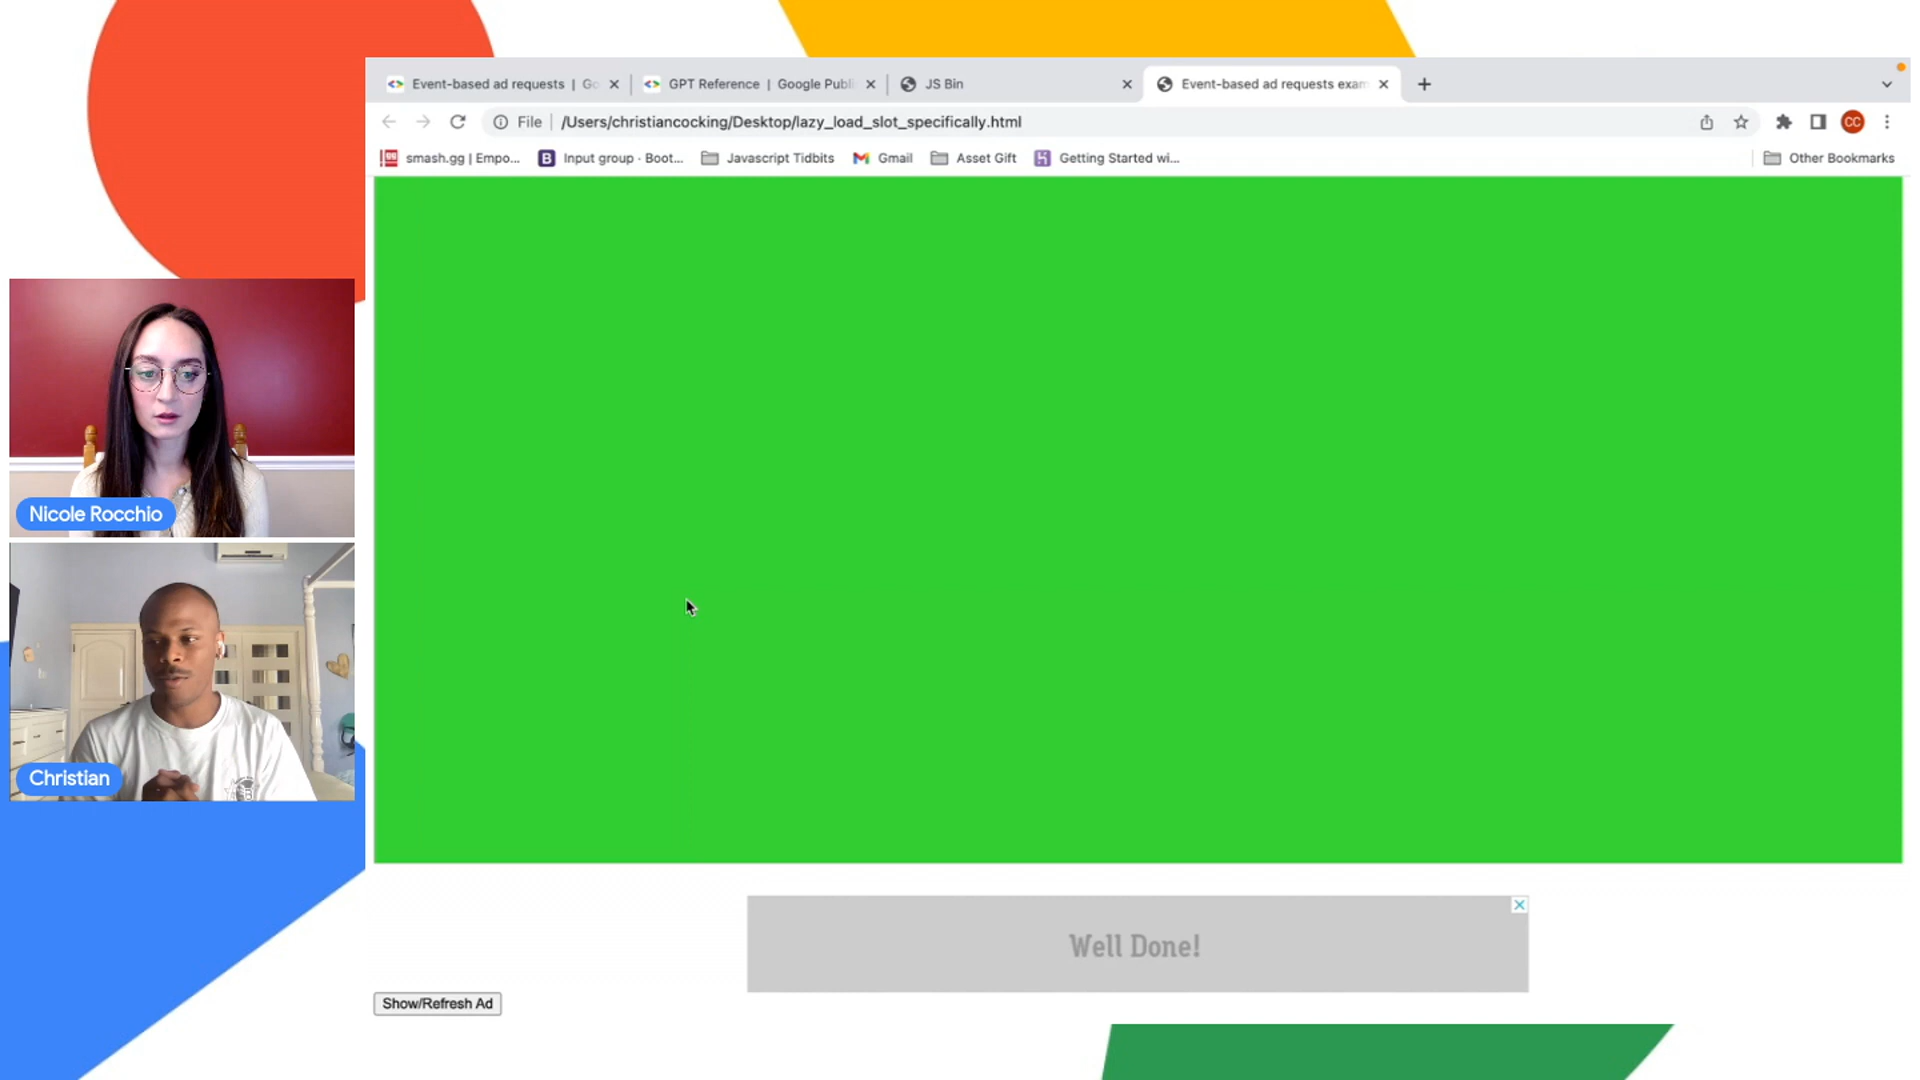 Event-based ad requests | Go
GPT Reference | Google Publi
JS Bin
Event-based ad requests exam
File
/Users/christiancocking/Desktop/lazy_load_slot_specifically.html
CC
smash.gg | Empo...
B
Input group · Boot...
Javascript Tidbits
Gmail
Asset Gift
Getting Started wi...
Other Bookmarks
Nicole Rocchio
Christian
Well Done!
Show/Refresh Ad